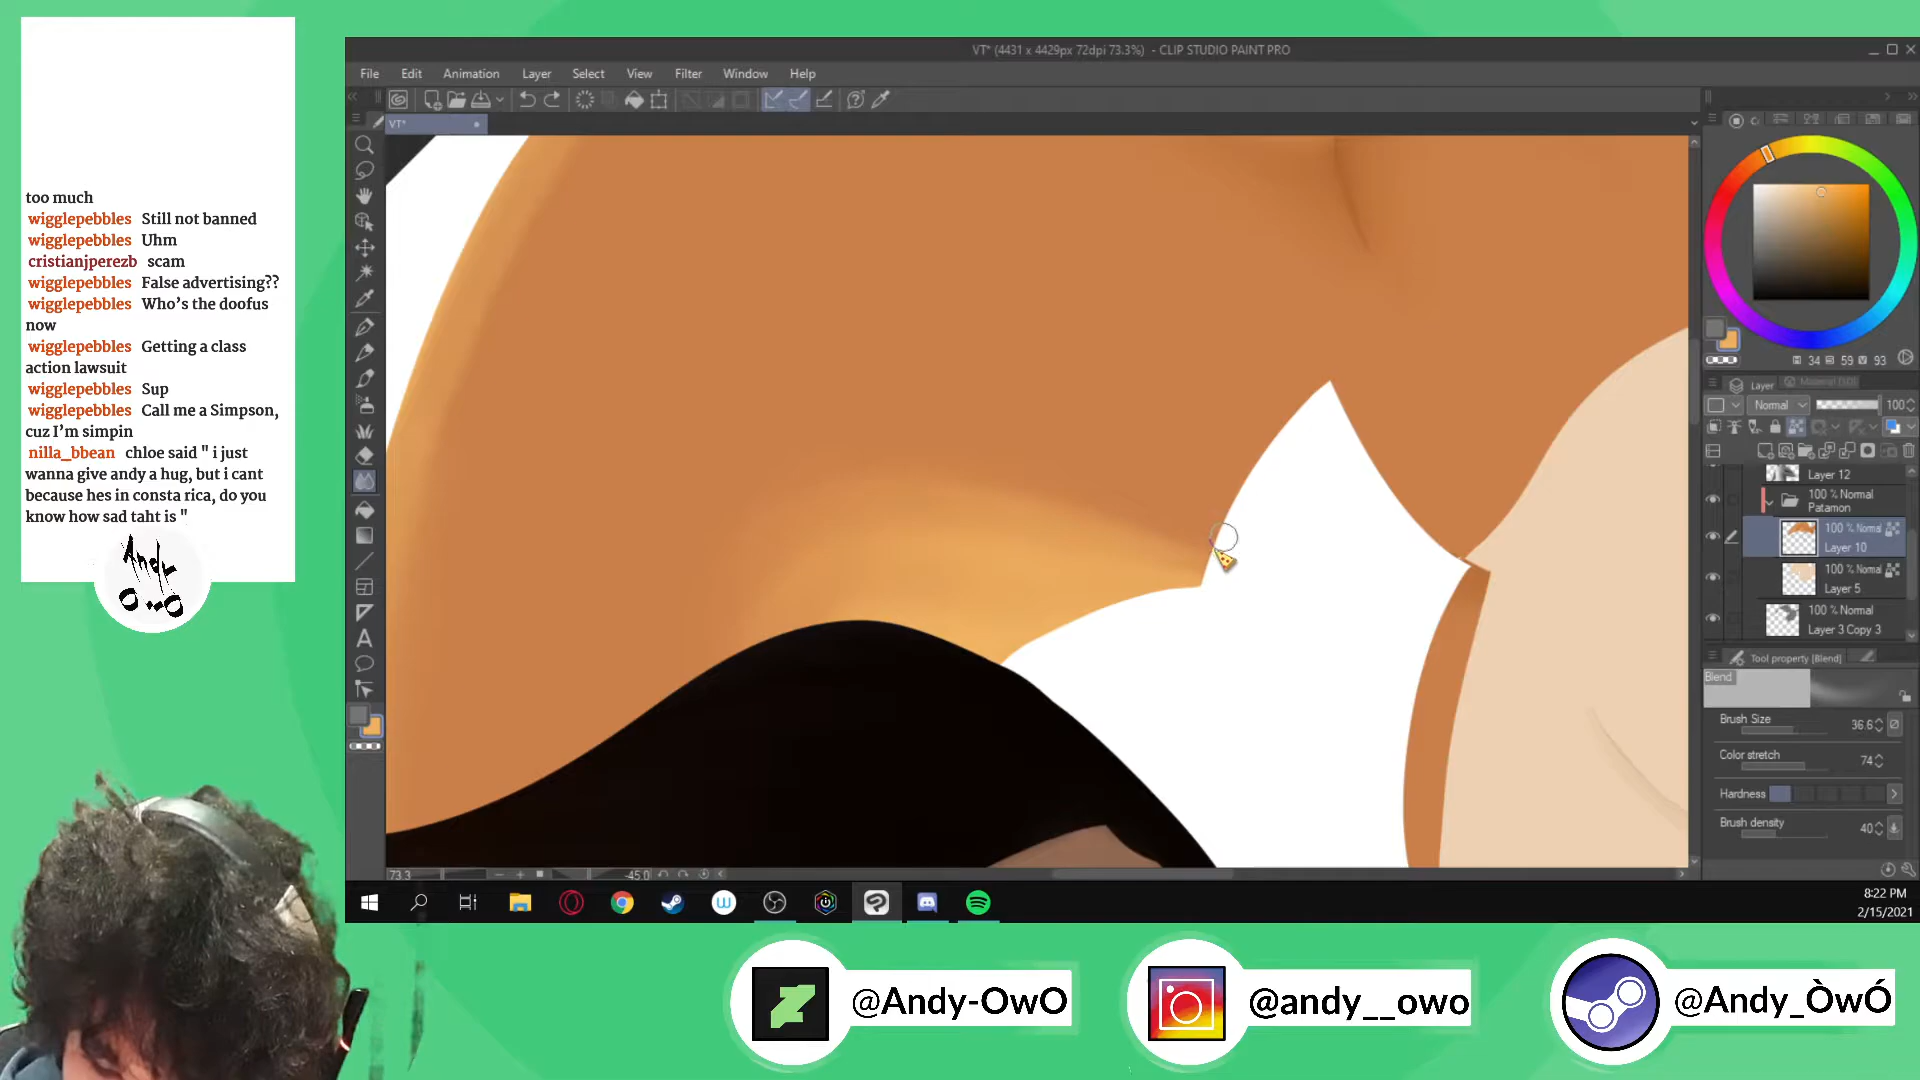 too much
wigglepebbles Still not banned
wigglepebbles Uhm
cristianjperezb scam
wigglepebbles False advertising??
wigglepebbles Who's the doofus
now
wigglepebbles Getting a class
action lawsuit
wigglepebbles Sup
wigglepebbles Call me a Simpson,
cuz I'm simpin
nilla_bbean chloe said " i just
wanna give andy a hug, but i cant
because hes in consta rica, do you
know how sad taht is "
Andy
VT* (4431 x 4429px 72dpi 73.3%) - CLIP STUDIO PAINT PRO
File Edit Animation Layer Select View Filter Window Help
VT*
34 59 V 93
Layer
Normal 100
Layer 12
100 % Normal
Patamon
100 % Normal
Layer 10
100 % Normal
Layer 5
100 % Normal
Layer 3 Copy 3
Tool property [Blend]
Blend
Brush Size 36.6
Color stretch 74
Hardness
Brush density 40
73.3 -45.0
8:22 PM
2/15/2021
@Andy-OwO
@andy__owo
@Andy_ÒwÓ